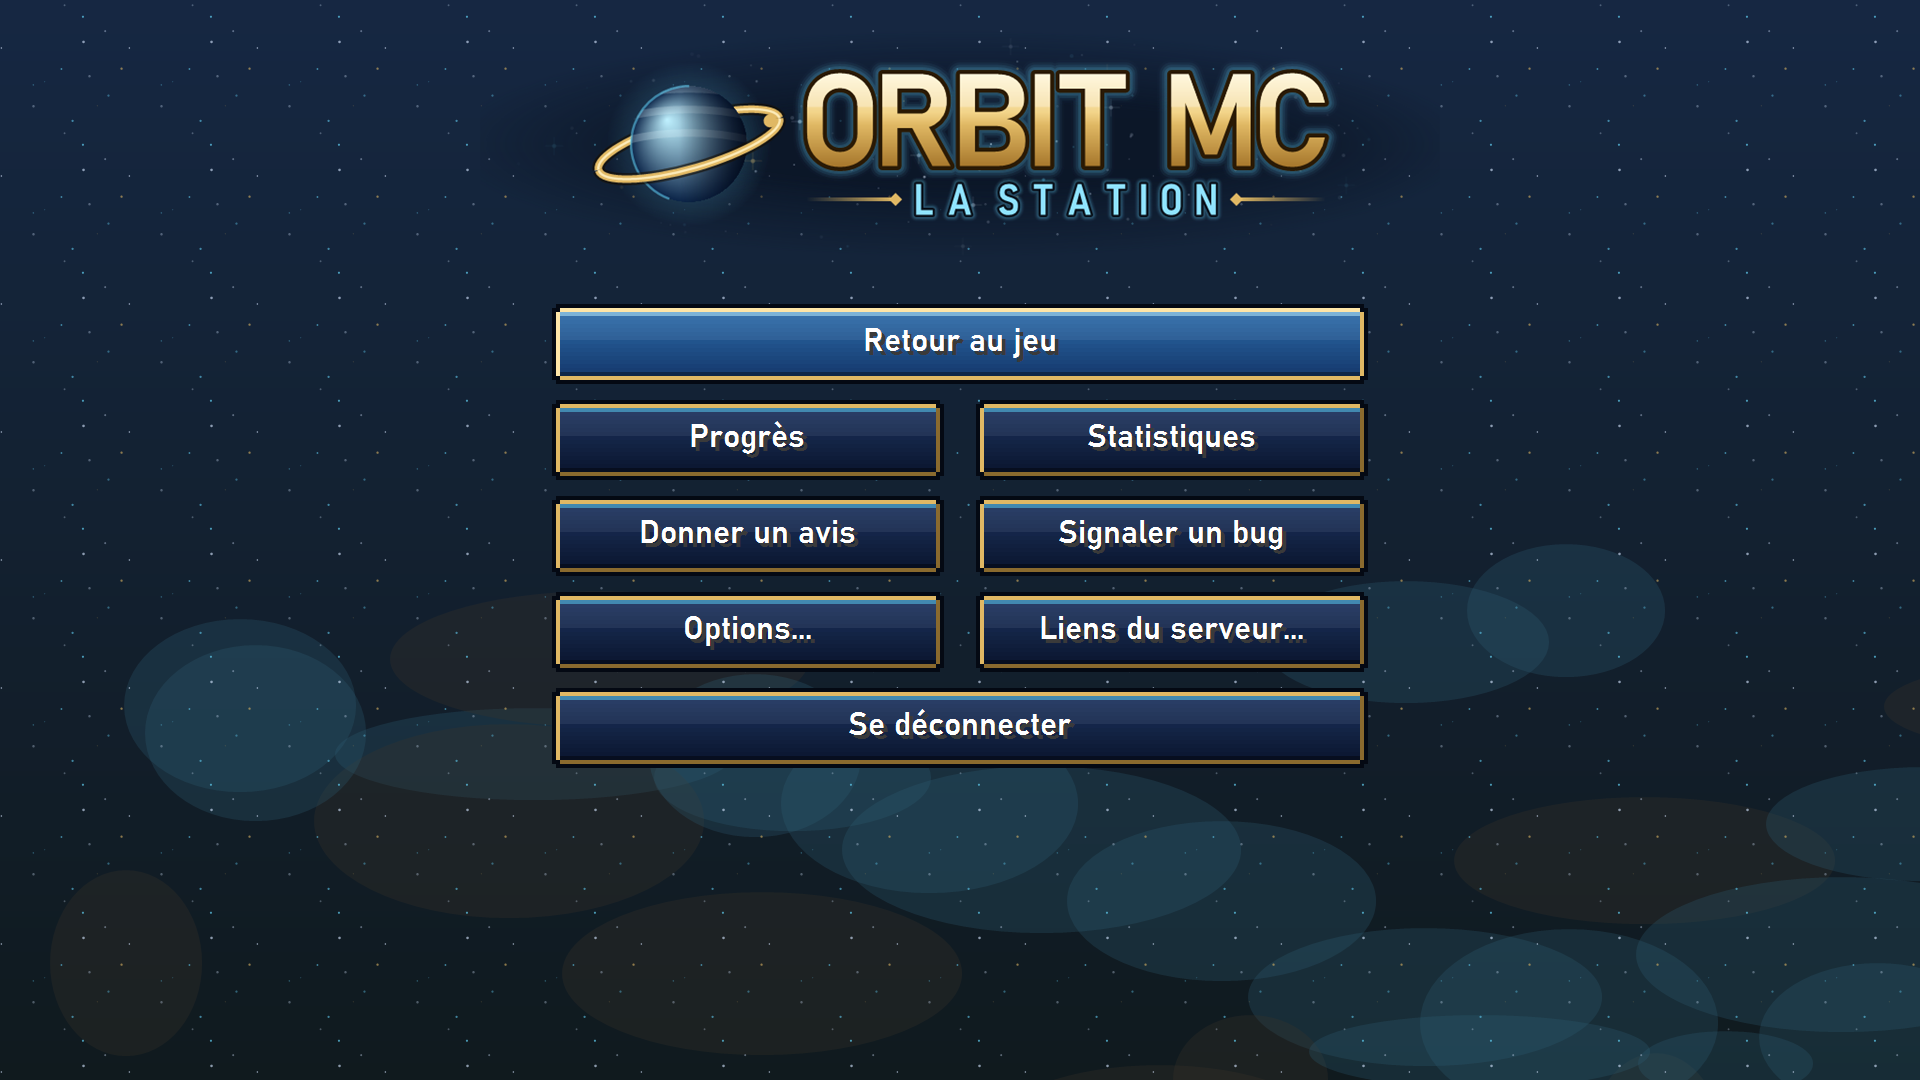 ORBIT MC
LA STATION
Retour au jeu
Progrès
Statistiques
Donner un avis
Signaler un bug
Options...
Liens du serveur...
Se déconnecter